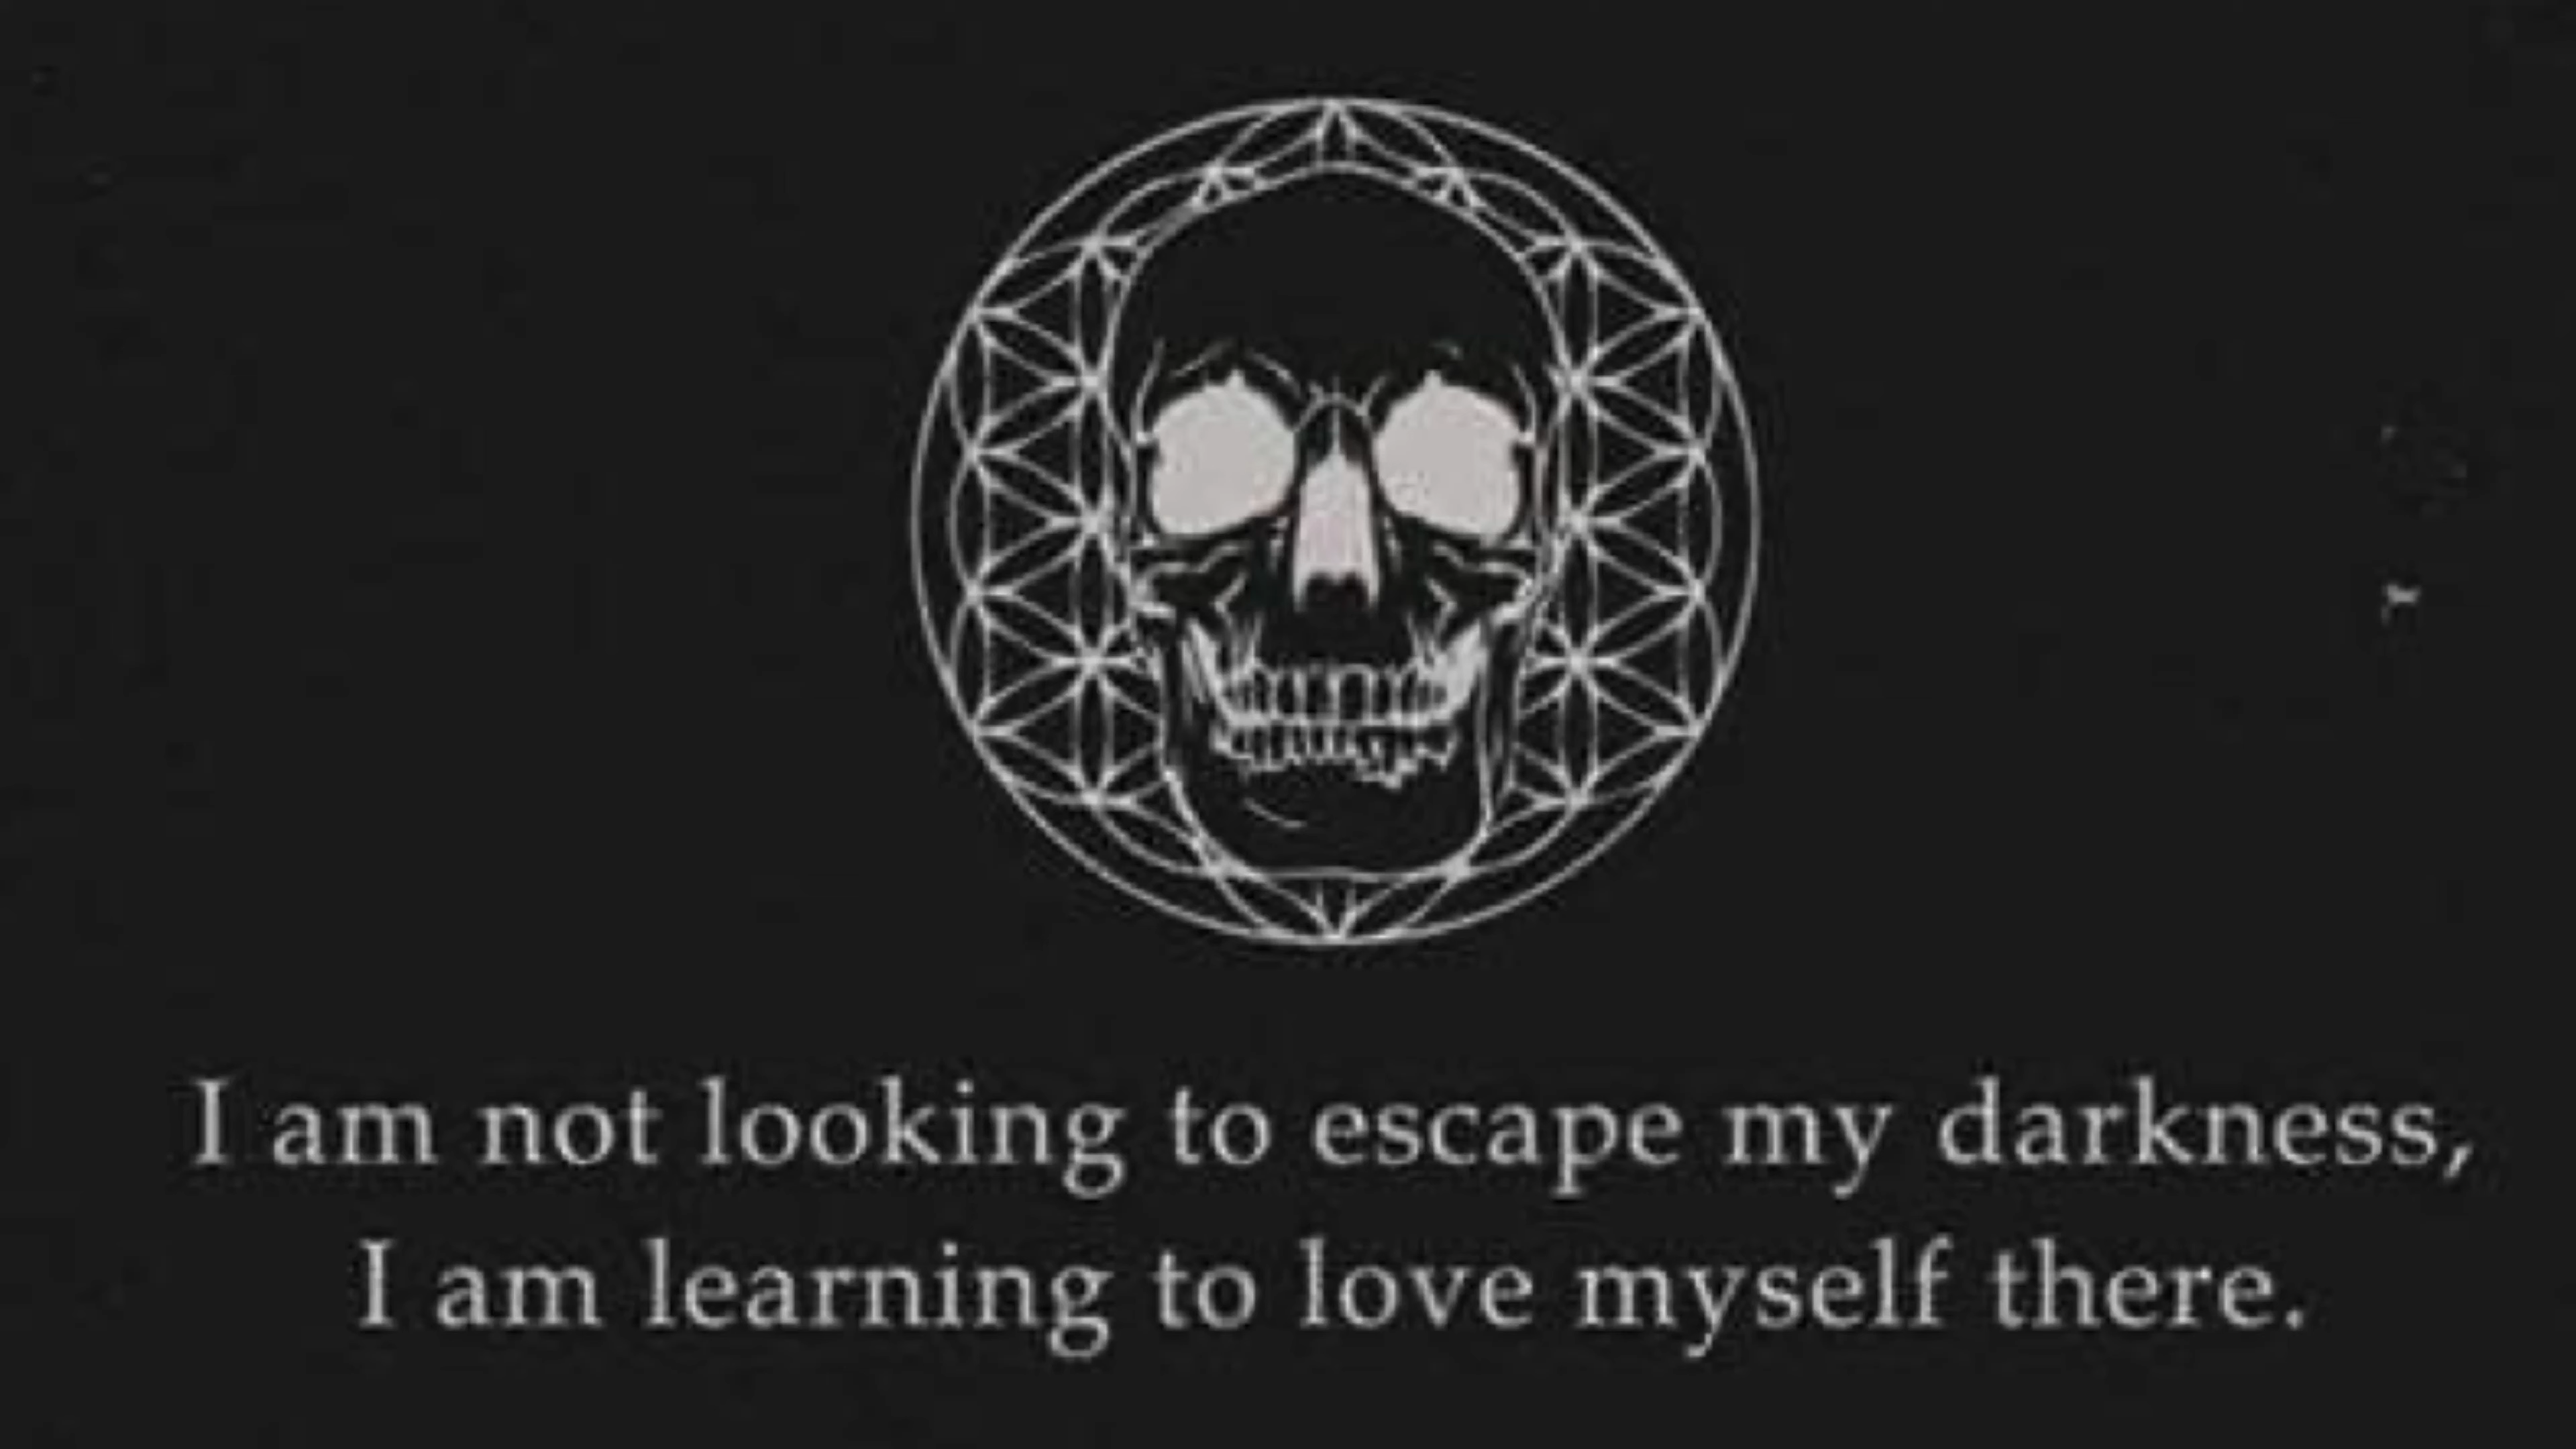 I am not looking to escape my darkness,
I am learning to love myself there.